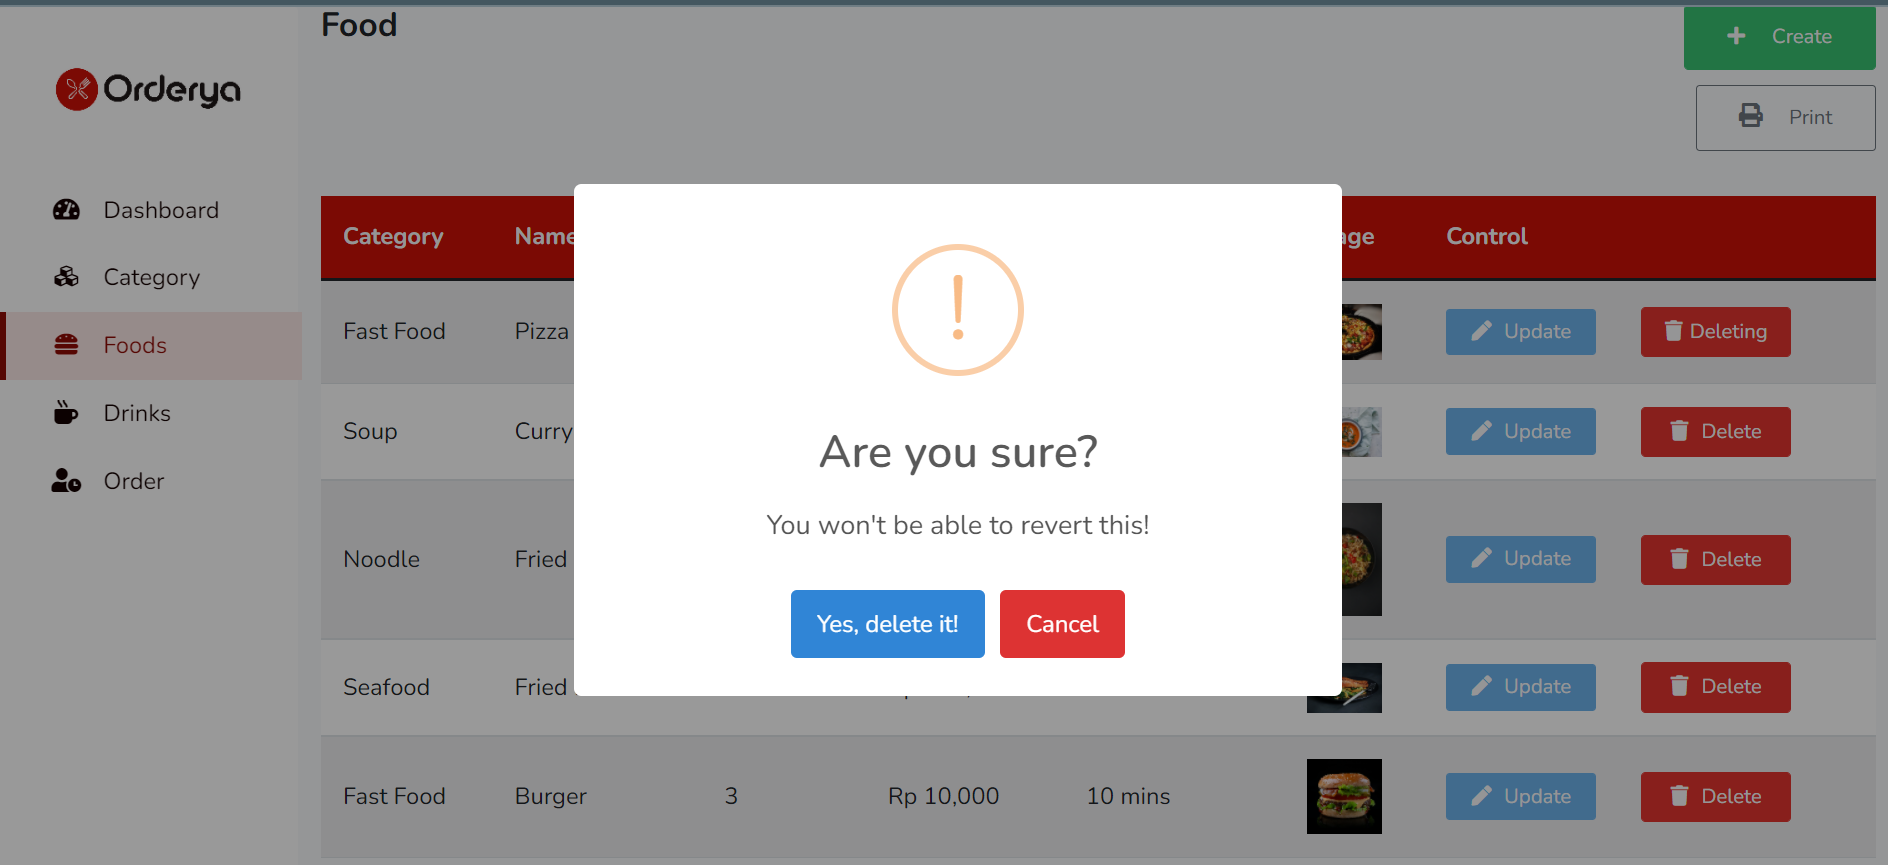 Food
Create
Print
Orderya
Dashboard
Category
Foods
Drinks
Order
Category Name Control
Fast Food Pizza Update Deleting
Soup Curry Update Delete
Noodle Fried Update Delete
Seafood Fried Update Delete
Fast Food Burger 3 Rp 10,000 10 mins Update Delete
!
Are you sure?
You won't be able to revert this!
Yes, delete it! Cancel